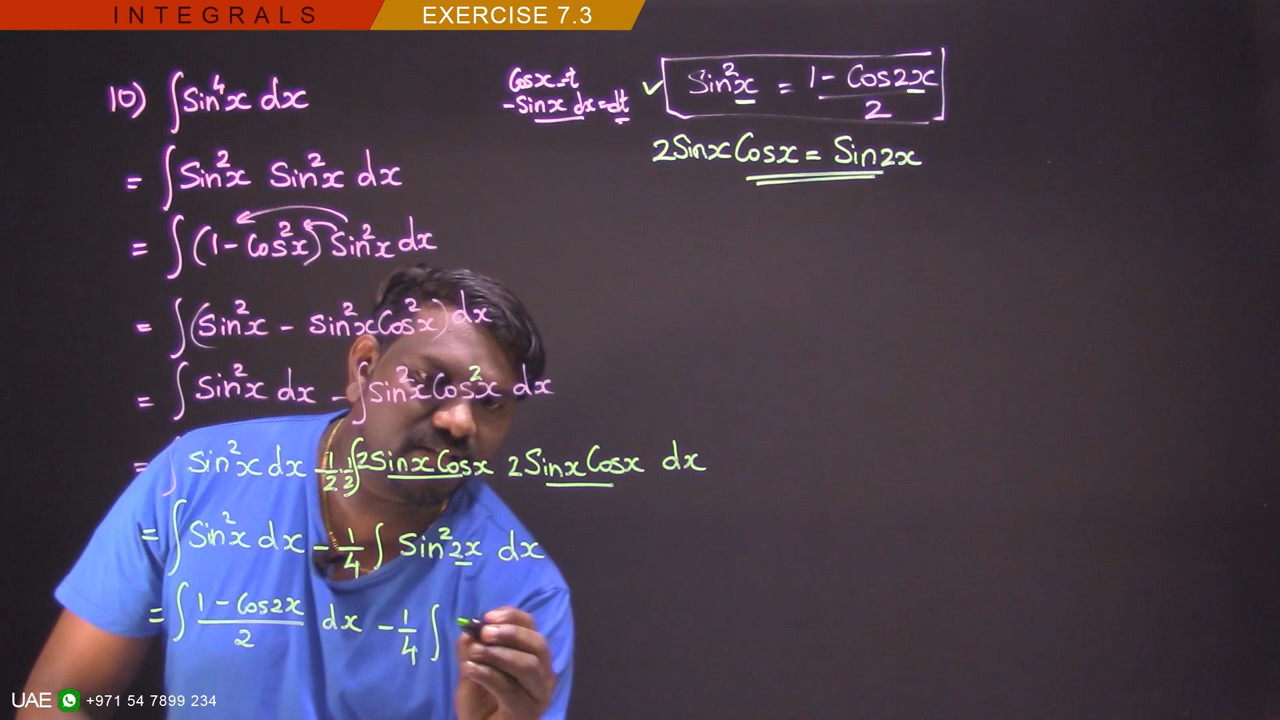 INTEGRALS EXERCISE 7.3
10) ∫Sin⁴x dx
= ∫Sin²x Sin²x dx
= ∫(1 - Cos²x) Sin²x dx
= ∫(Sin²x - Sin²x Cos²x) dx
= ∫ Sin²x dx - ∫Sin²x Cos²x dx
= ∫ Sin²x dx - 1/2 · 1/2 ∫2Sinx Cosx 2Sinx Cosx dx
= ∫ Sin²x dx - 1/4 ∫ Sin²2x dx
= ∫ (1 - Cos2x)/2 dx - 1/4 ∫
Cosx = t
-Sinx dx = dt
✓ Sin²x = (1 - Cos2x)/2
2Sinx Cosx = Sin2x
UAE +971 54 7899 234